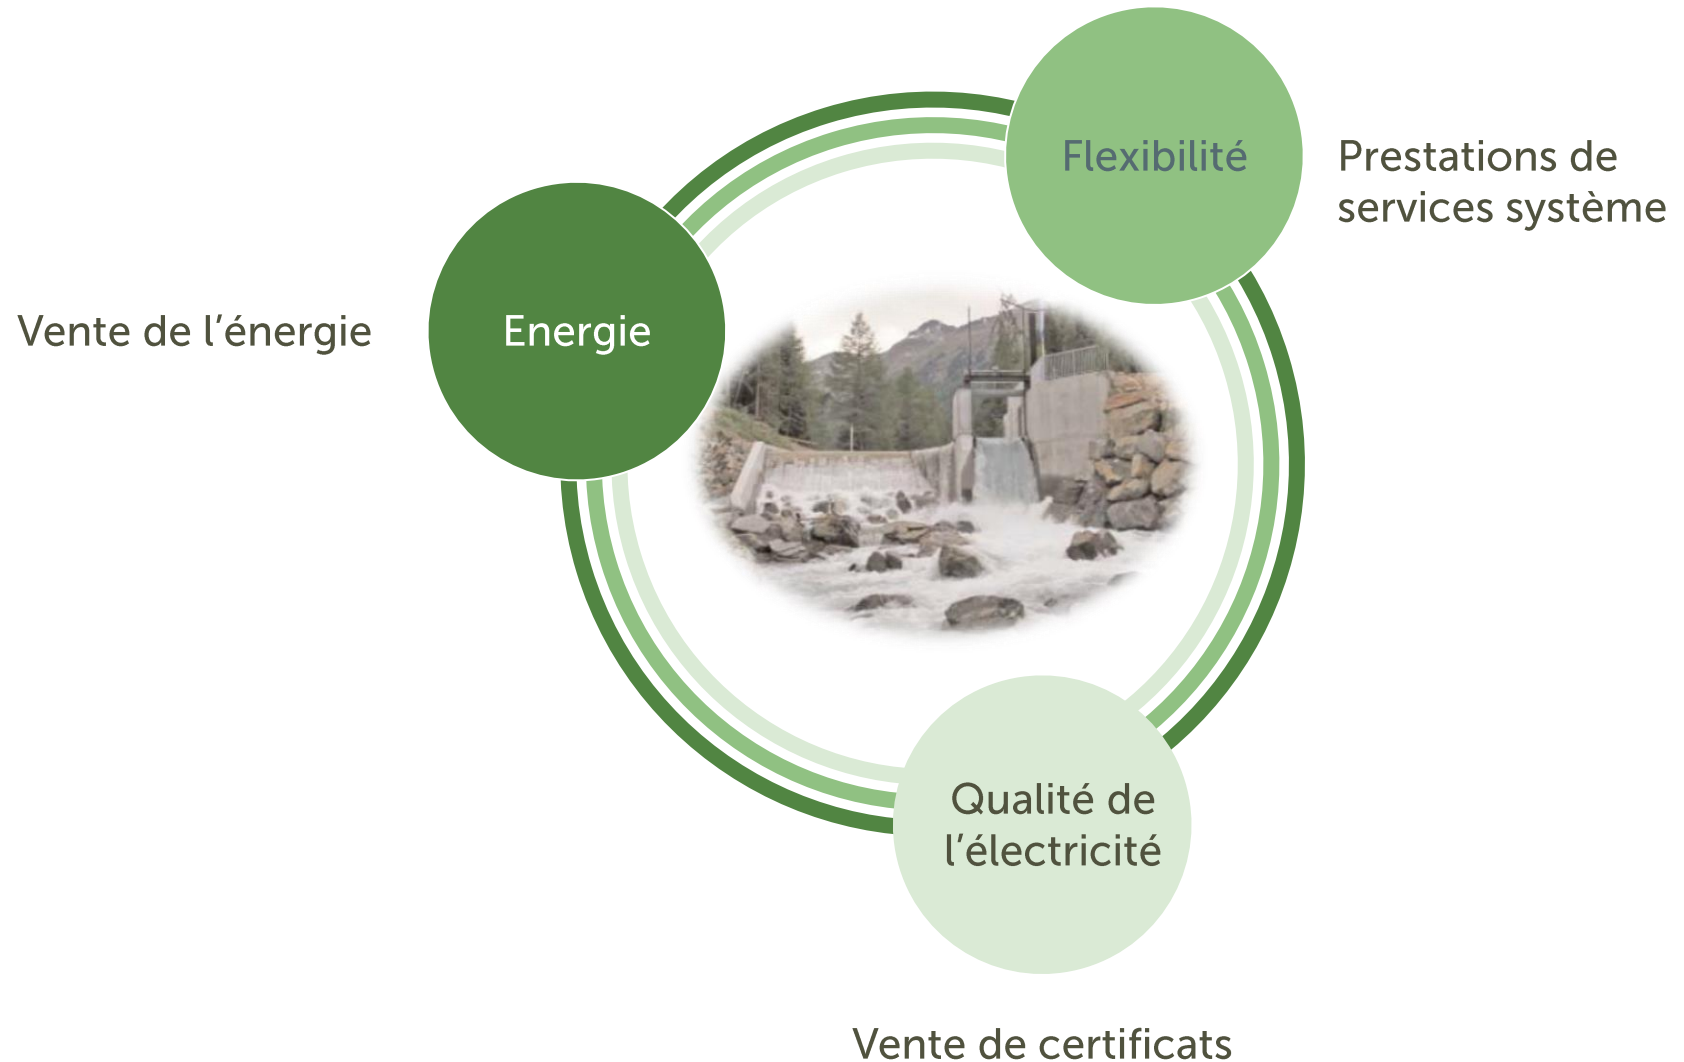 Flexibilité
Prestations de
services système
Vente de l’énergie
Energie
Qualité de
l’électricité
Vente de certificats